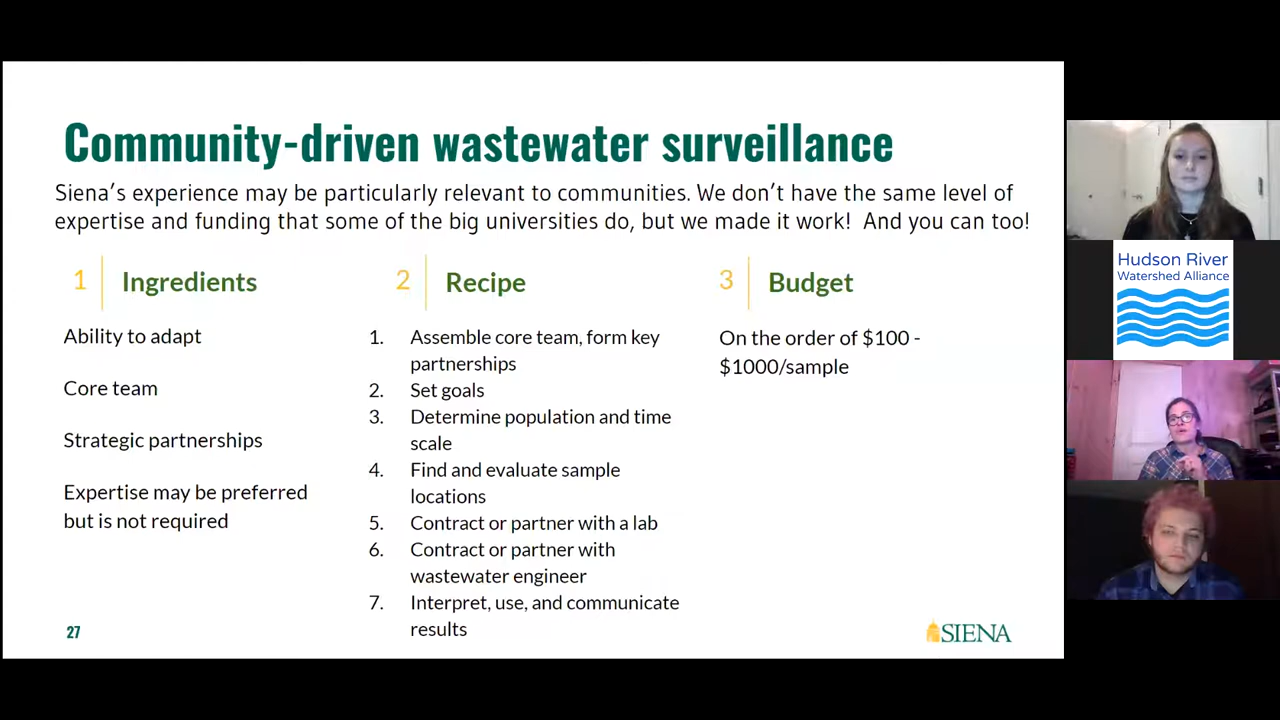 Community-driven wastewater surveillance
Siena's experience may be particularly relevant to communities. We don't have the same level of
expertise and funding that some of the big universities do, but we made it work!  And you can too!
1 Ingredients
Ability to adapt
Core team
Strategic partnerships
Expertise may be preferred
but is not required
2 Recipe
1. Assemble core team, form key
partnerships
2. Set goals
3. Determine population and time
scale
4. Find and evaluate sample
locations
5. Contract or partner with a lab
6. Contract or partner with
wastewater engineer
7. Interpret, use, and communicate
results
3 Budget
On the order of $100 -
$1000/sample
27
SIENA
Hudson River
Watershed Alliance